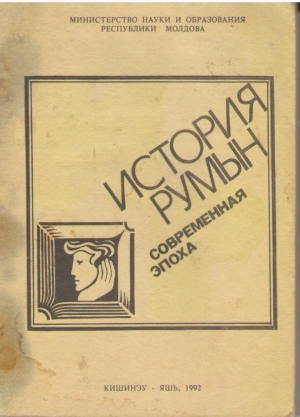 МИНИСТЕРСТВО НАУКИ И ОБРАЗОВАНИЯ
РЕСПУБЛИКИ МОЛДОВА
ИСТОРИЯ
РУМЫН
СОВРЕМЕННАЯ
ЭПОХА
КИШИНЭУ - ЯШЬ, 1992